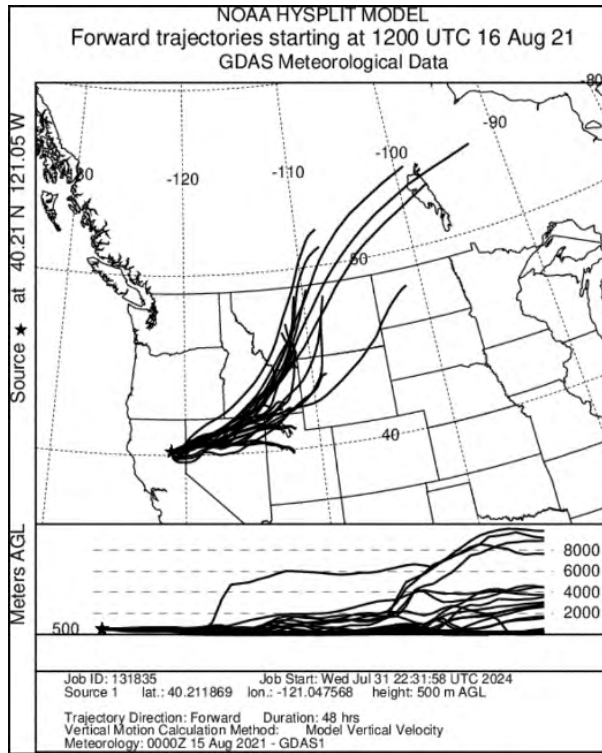 NOAA HYSPLIT MODEL
Forward trajectories starting at 1200 UTC 16 Aug 21
GDAS Meteorological Data
Source ★ at 40.21 N 121.05 W
-80
-90
-100
-110
-120
50
40
Meters AGL
500
8000
6000
4000
2000
Job ID: 131835 Job Start: Wed Jul 31 22:31:58 UTC 2024
Source 1 lat.: 40.211869 lon.: -121.047568 height: 500 m AGL
Trajectory Direction: Forward Duration: 48 hrs
Vertical Motion Calculation Method: Model Vertical Velocity
Meteorology: 0000Z 15 Aug 2021 - GDAS1